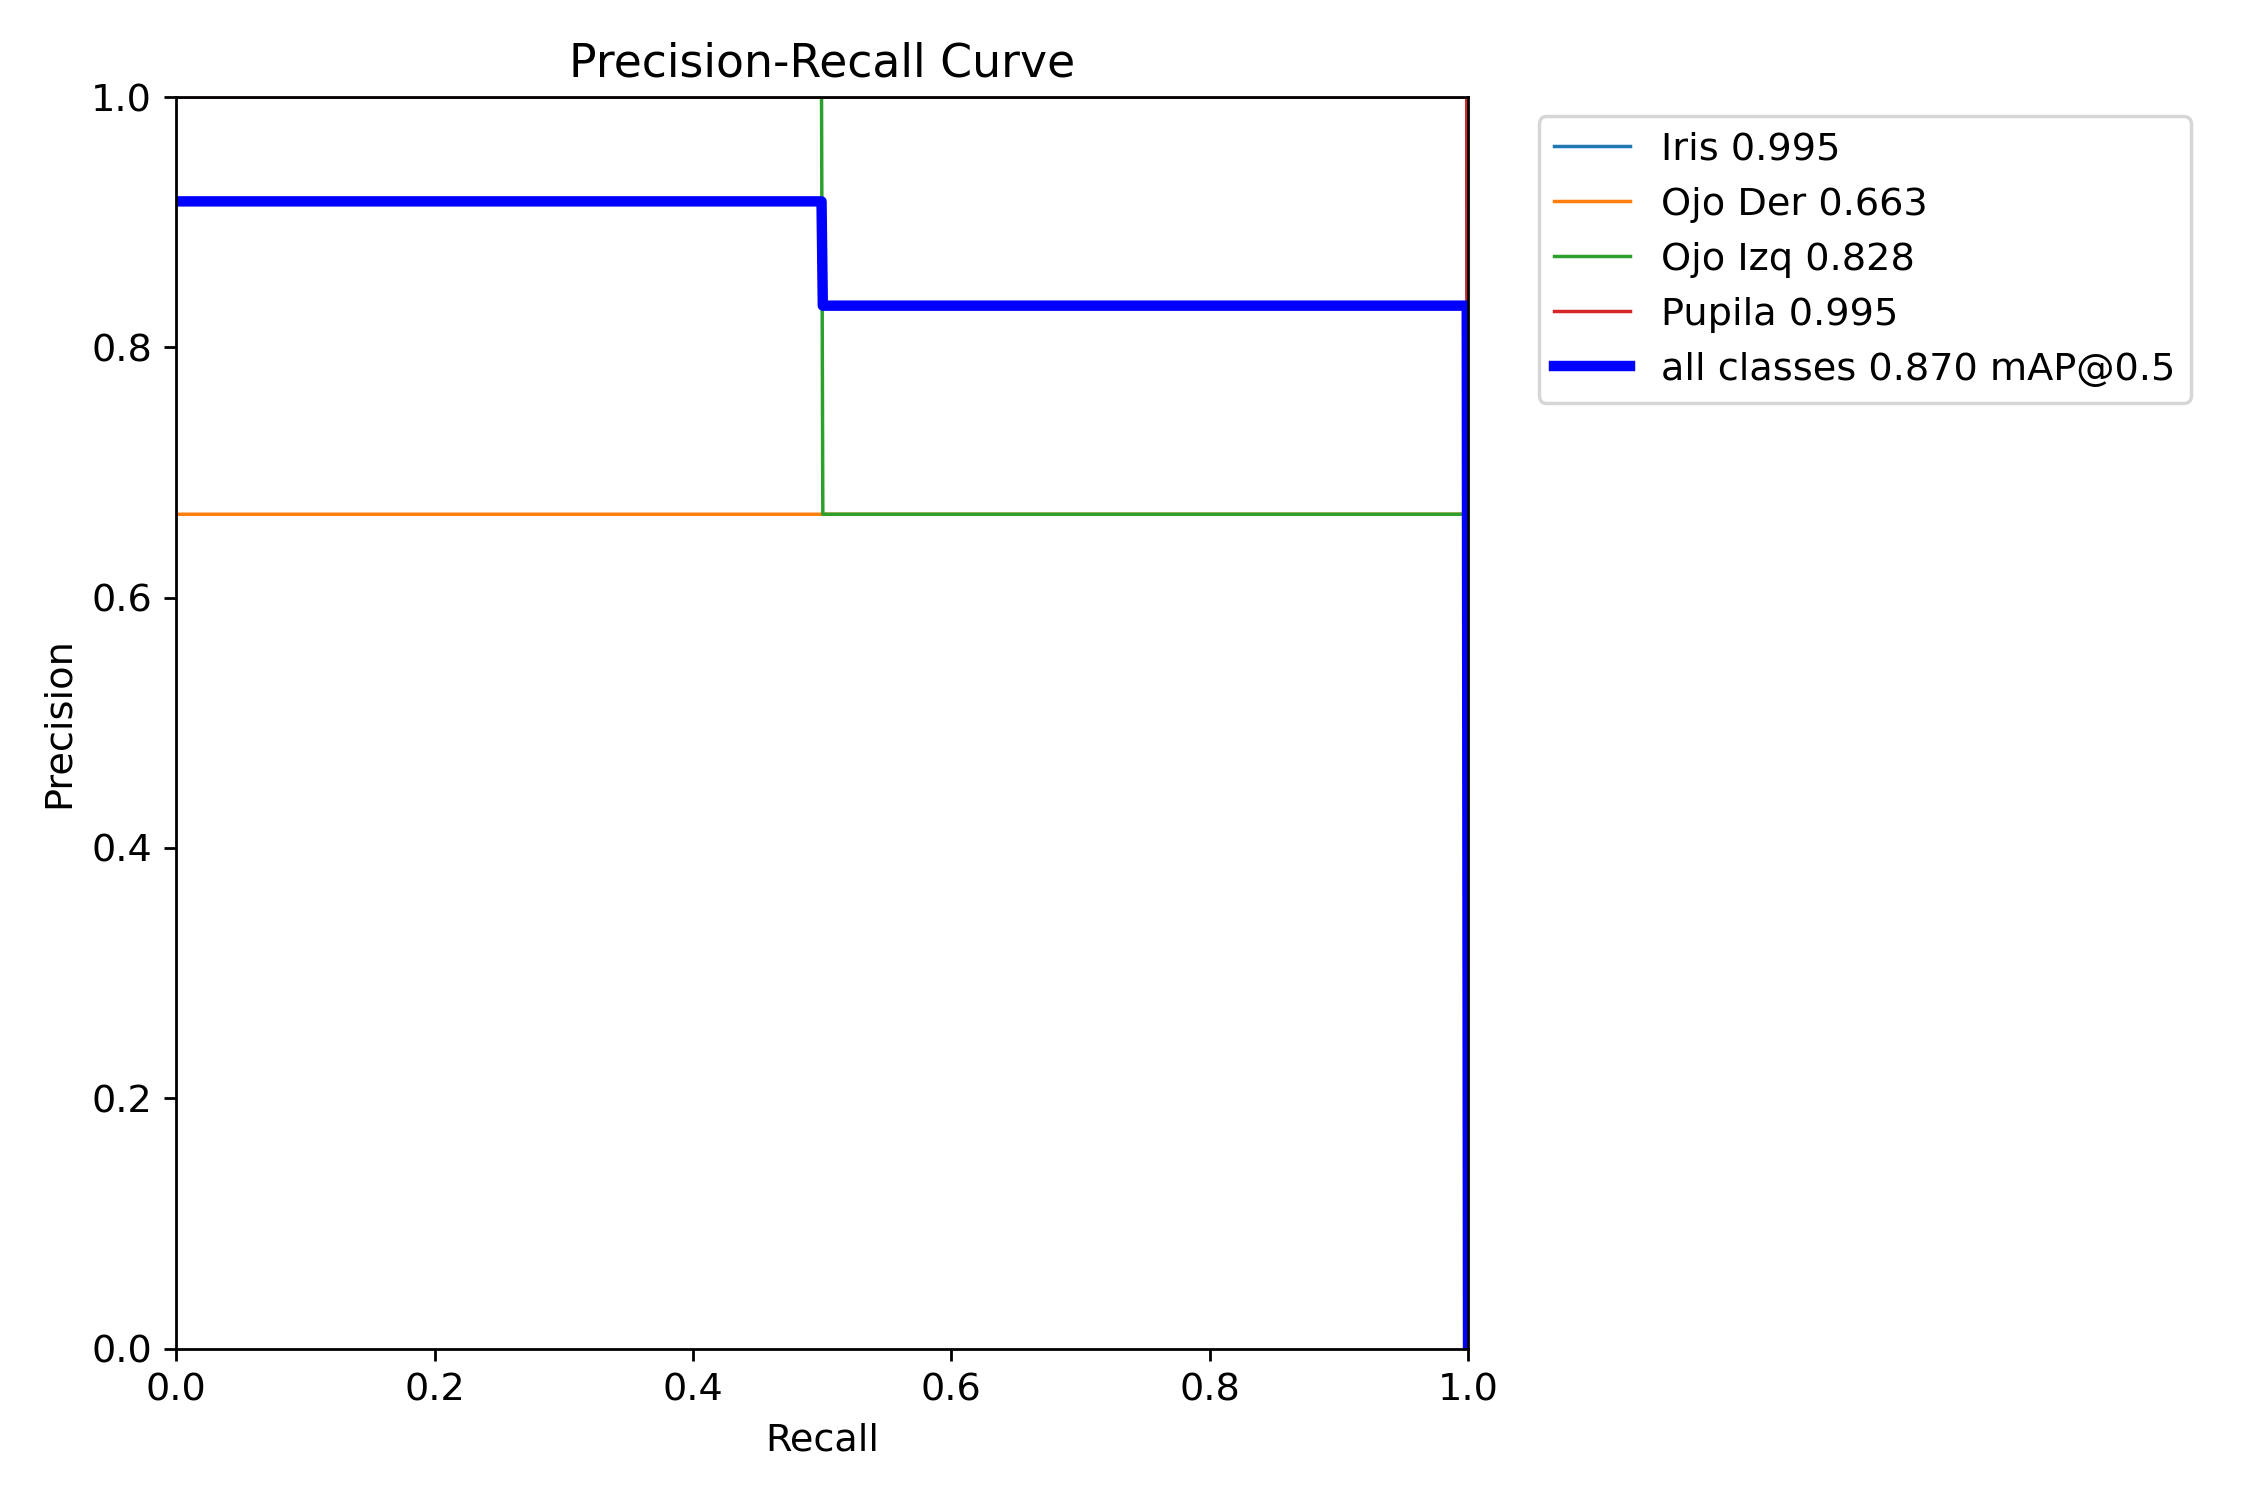 Precision-Recall Curve
1.0
0.8
0.6
0.4
0.2
0.0
Precision
0.0 0.2 0.4 0.6 0.8 1.0
Recall
Iris 0.995
Ojo Der 0.663
Ojo Izq 0.828
Pupila 0.995
all classes 0.870 mAP@0.5